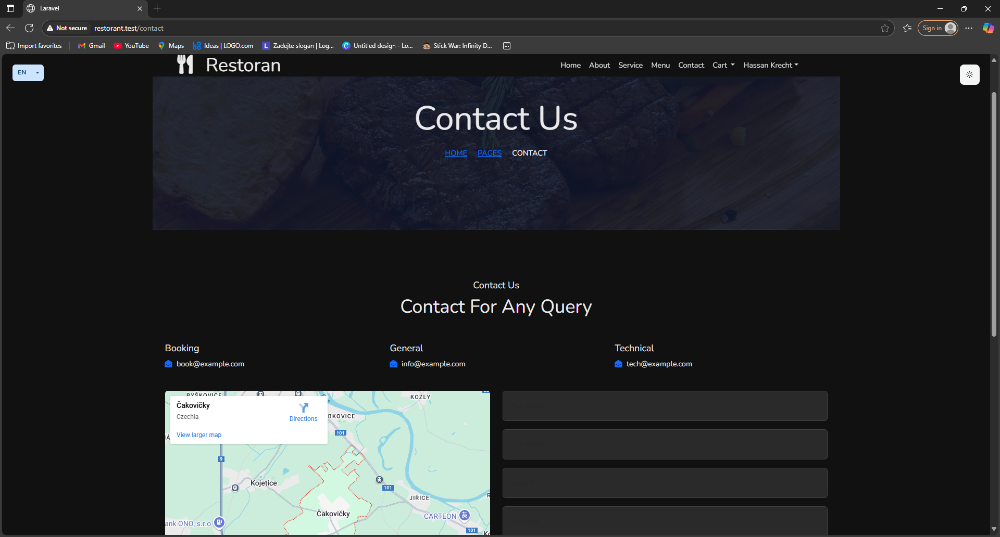 Laravel
Not secure restorant.test/contact Sign in
Import favorites Gmail YouTube Maps Ideas | LOGO.com Zadejte slogan | Log... Untitled design - Lo... Stick War: Infinity D...
EN
Restoran
Home About Service Menu Contact Cart Hassan Krecht
Contact Us
HOME PAGES CONTACT
Contact Us
Contact For Any Query
Booking
book@example.com
General
info@example.com
Technical
tech@example.com
BYŠKOVICE
KOZLY
Čakovičky
Czechia
Directions
View larger map
BKOVICE
101
9
Kojetice
101
JIŘICE
Čakovičky
CARTEON
ank ONO, s.r.o
101